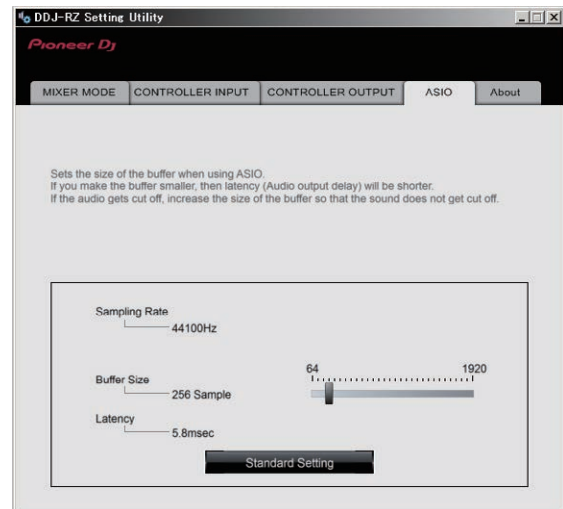 DDJ-RZ Setting Utility
Pioneer Dj
MIXER MODE CONTROLLER INPUT CONTROLLER OUTPUT ASIO About
Sets the size of the buffer when using ASIO.
If you make the buffer smaller, then latency (Audio output delay) will be shorter.
If the audio gets cut off, increase the size of the buffer so that the sound does not get cut off.
Sampling Rate
44100Hz
64 1920
Buffer Size
256 Sample
Latency
5.8msec
Standard Setting